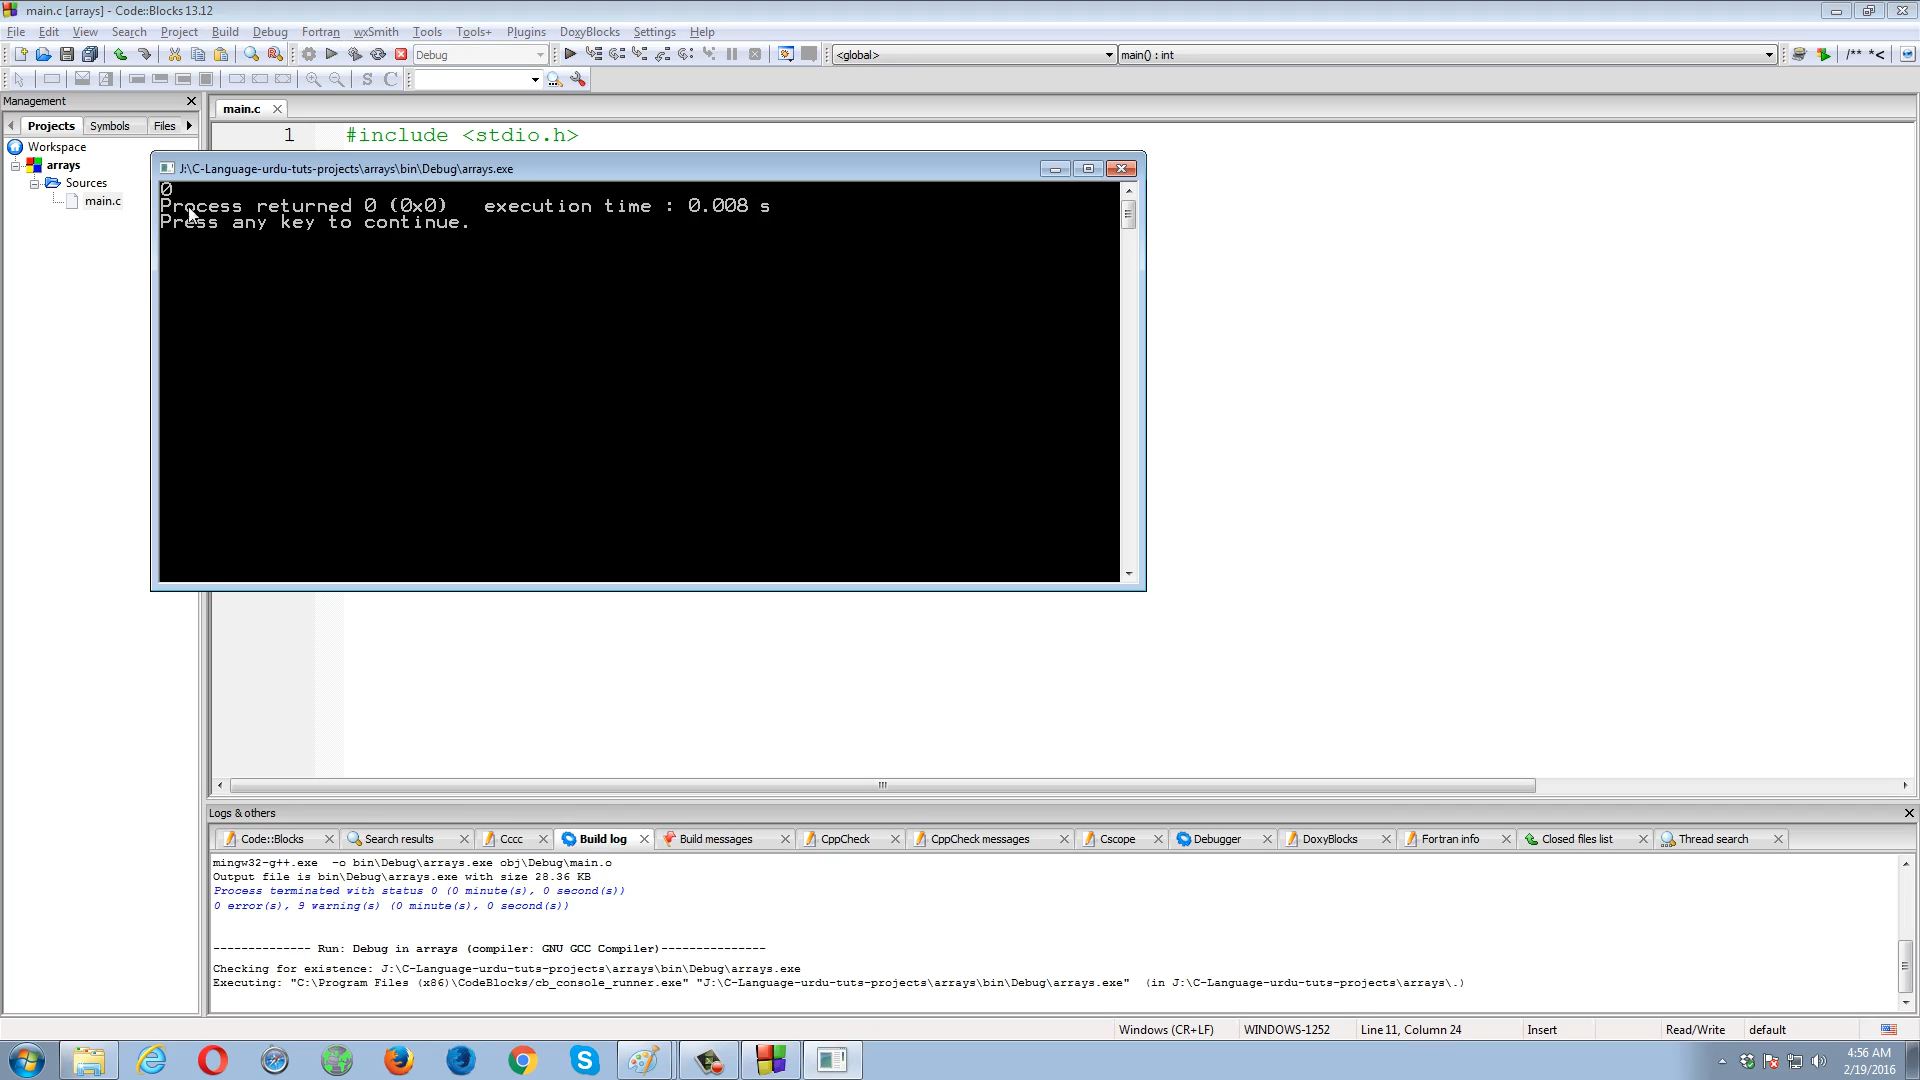 main.c [arrays] - Code::Blocks 13.12
File Edit View Search Project Build Debug Fortran wxSmith Tools Tools+ Plugins DoxyBlocks Settings Help
Debug <global> main() : int /** *<
S C
Management
main.c
Projects Symbols Files
1 #include <stdio.h>
Workspace
arrays
Sources
main.c
J:\C-Language-urdu-tuts-projects\arrays\bin\Debug\arrays.exe
0
Process returned 0 (0x0) execution time : 0.008 s
Press any key to continue.
Logs & others
Code::Blocks Search results Cccc Build log Build messages CppCheck CppCheck messages Cscope Debugger DoxyBlocks Fortran info Closed files list Thread search
mingw32-g++.exe -o bin\Debug\arrays.exe obj\Debug\main.o
Output file is bin\Debug\arrays.exe with size 28.36 KB
Process terminated with status 0 (0 minute(s), 0 second(s))
0 error(s), 9 warning(s) (0 minute(s), 0 second(s))
-------------- Run: Debug in arrays (compiler: GNU GCC Compiler)---------------
Checking for existence: J:\C-Language-urdu-tuts-projects\arrays\bin\Debug\arrays.exe
Executing: "C:\Program Files (x86)\CodeBlocks/cb_console_runner.exe" "J:\C-Language-urdu-tuts-projects\arrays\bin\Debug\arrays.exe" (in J:\C-Language-urdu-tuts-projects\arrays\.)
Windows (CR+LF) WINDOWS-1252 Line 11, Column 24 Insert Read/Write default
4:56 AM
2/19/2016